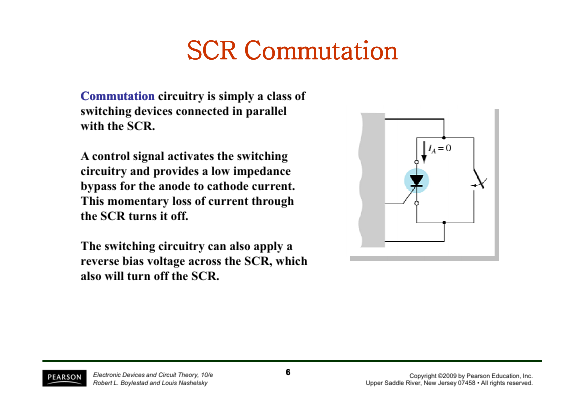 SCR Commutation
Commutation circuitry is simply a class of
switching devices connected in parallel
with the SCR.
A control signal activates the switching
circuitry and provides a low impedance
bypass for the anode to cathode current.
This momentary loss of current through
the SCR turns it off.
The switching circuitry can also apply a
reverse bias voltage across the SCR, which
also will turn off the SCR.
I_A = 0
PEARSON
Electronic Devices and Circuit Theory, 10/e
Robert L. Boylestad and Louis Nashelsky
6
Copyright ©2009 by Pearson Education, Inc.
Upper Saddle River, New Jersey 07458 • All rights reserved.